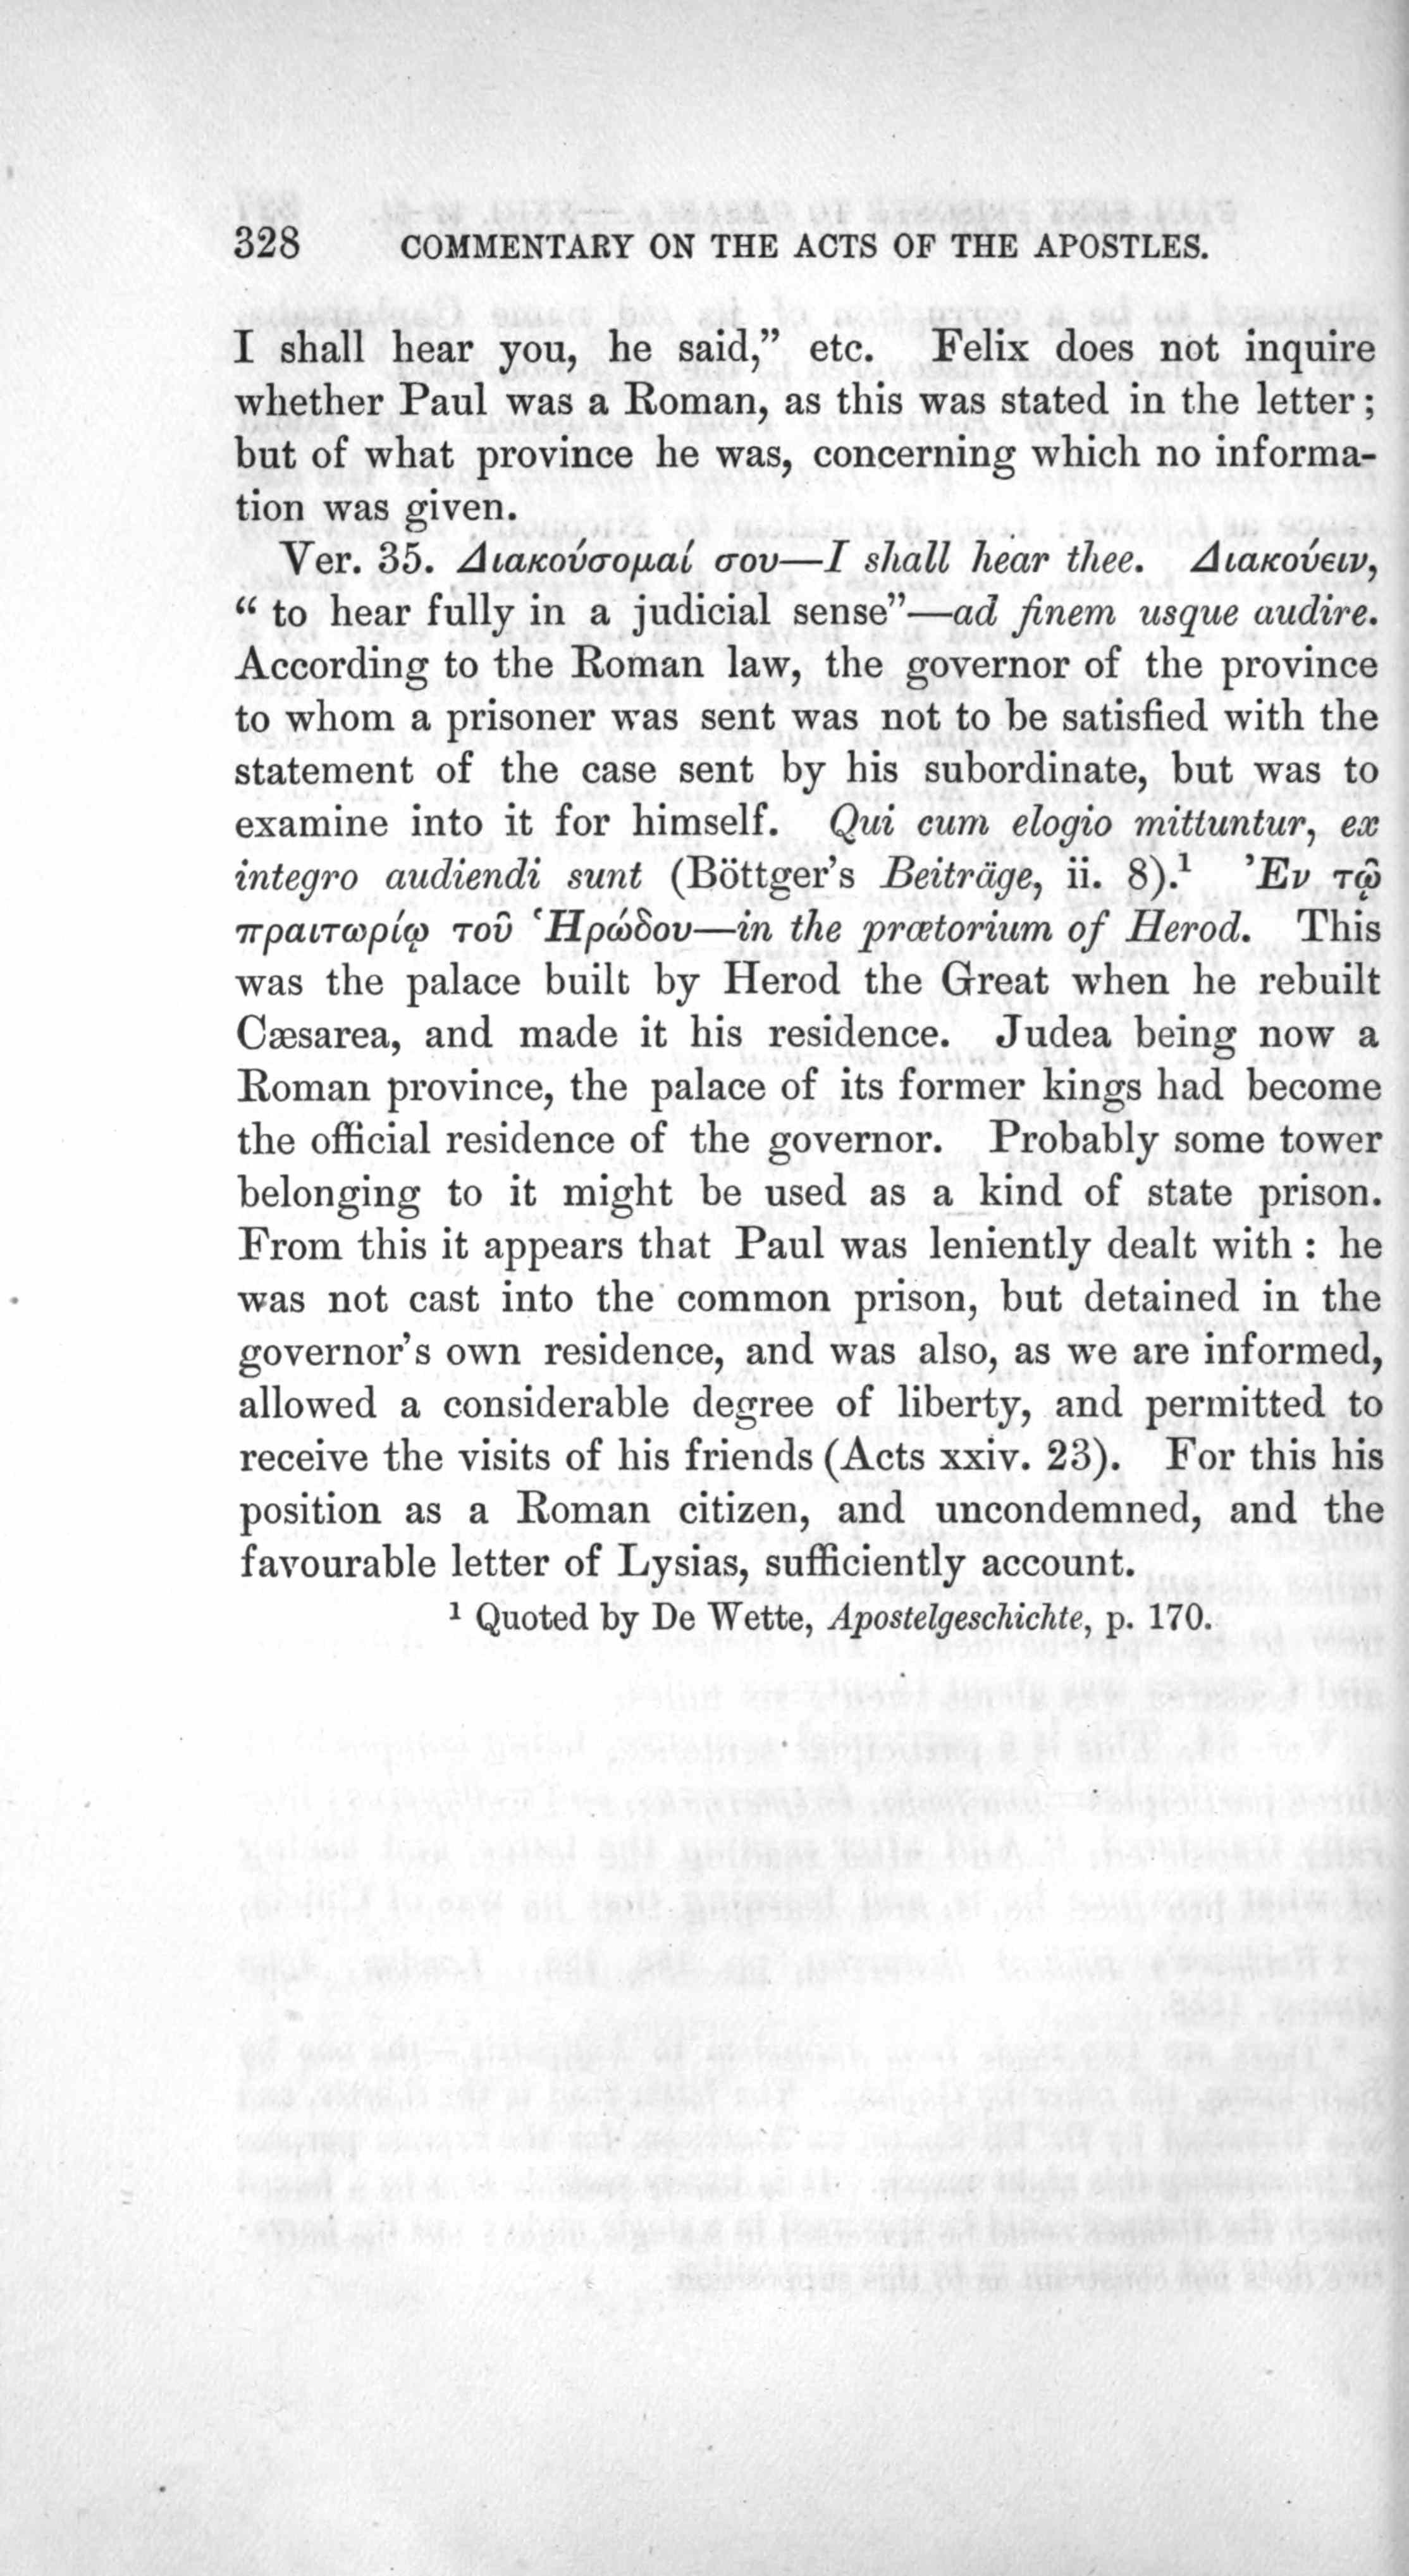 328 COMMENTARY ON THE ACTS OF THE APOSTLES.
I shall hear you, he said,” etc. Felix does not inquire
whether Paul was a Roman, as this was stated in the letter;
but of what province he was, concerning which no informa-
tion was given.
Ver. 35. Διακούσομαί σου—I shall hear thee. Διακούειν,
“ to hear fully in a judicial sense”—ad finem usque audire.
According to the Roman law, the governor of the province
to whom a prisoner was sent was not to be satisfied with the
statement of the case sent by his subordinate, but was to
examine into it for himself. Qui cum elogio mittuntur, ex
integro audiendi sunt (Böttger’s Beiträge, ii. 8).¹ Ἐν τῷ
πραιτωρίῳ τοῦ Ἡρώδου—in the prætorium of Herod. This
was the palace built by Herod the Great when he rebuilt
Cæsarea, and made it his residence. Judea being now a
Roman province, the palace of its former kings had become
the official residence of the governor. Probably some tower
belonging to it might be used as a kind of state prison.
From this it appears that Paul was leniently dealt with : he
was not cast into the common prison, but detained in the
governor’s own residence, and was also, as we are informed,
allowed a considerable degree of liberty, and permitted to
receive the visits of his friends (Acts xxiv. 23). For this his
position as a Roman citizen, and uncondemned, and the
favourable letter of Lysias, sufficiently account.
¹ Quoted by De Wette, Apostelgeschichte, p. 170.